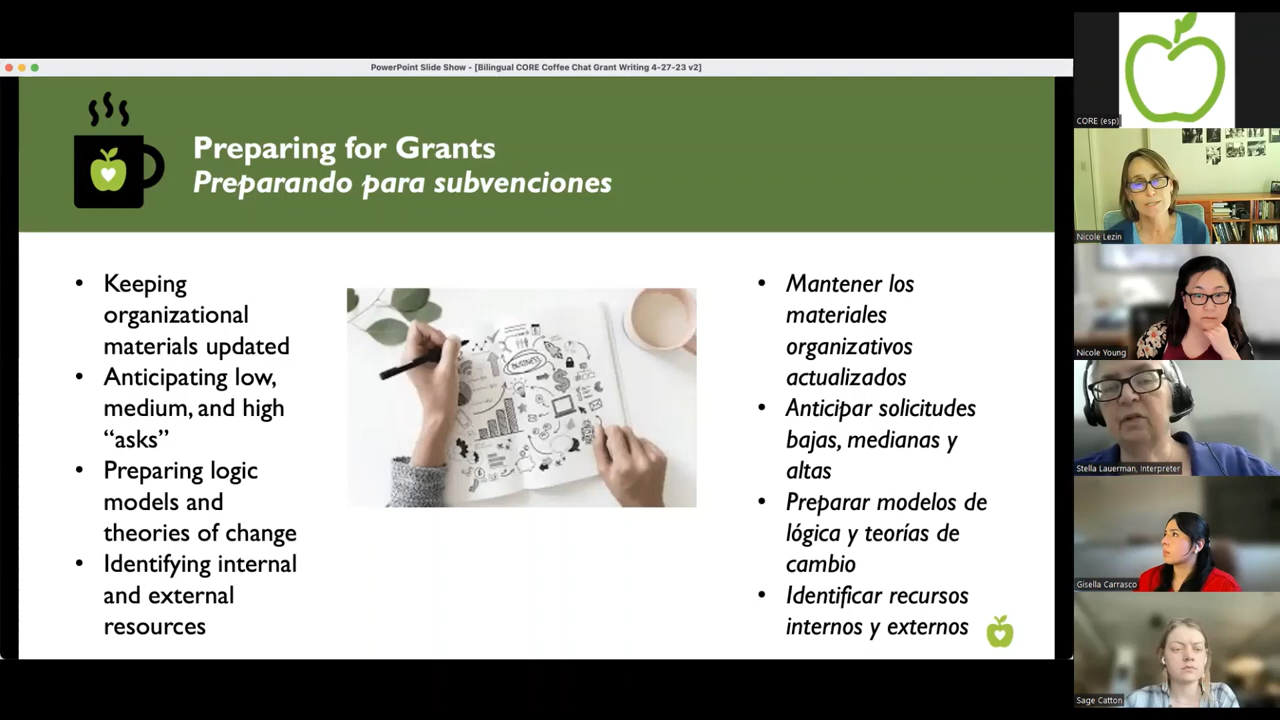 PowerPoint Slide Show - [Bilingual CORE Coffee Chat Grant Writing 4-27-23 v2]
Preparing for Grants
Preparando para subvenciones
• Keeping
organizational
materials updated
• Anticipating low,
medium, and high
“asks”
• Preparing logic
models and
theories of change
• Identifying internal
and external
resources
BUSINESS
• Mantener los
materiales
organizativos
actualizados
• Anticipar solicitudes
bajas, medianas y
altas
• Preparar modelos de
lógica y teorías de
cambio
• Identificar recursos
internos y externos
CORE (esp)
Nicole Lezin
Nicole Young
Stella Lauerman, Interpreter
Gisella Carrasco
Sage Catton